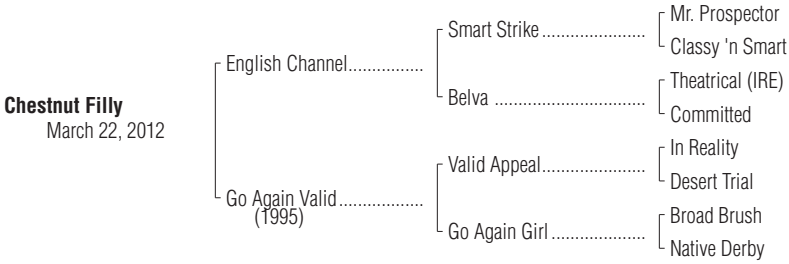 Mr. Prospector
Smart Strike......................
Classy 'n Smart
English Channel................
Theatrical (IRE)
Belva ................................
Committed
Chestnut Filly
March 22, 2012
In Reality
Valid Appeal......................
Desert Trial
Go Again Valid..................
(1995)
Broad Brush
Go Again Girl ....................
Native Derby